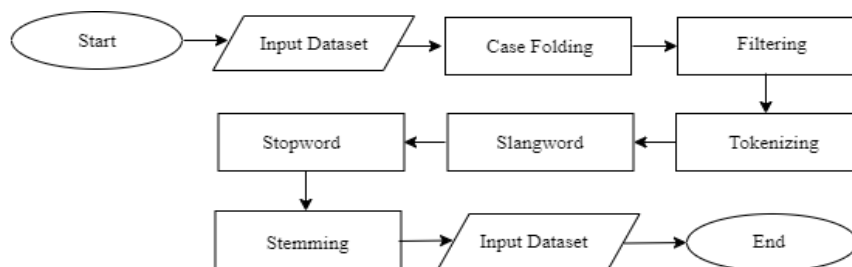 Start
Input Dataset
Case Folding
Filtering
Tokenizing
Slangword
Stopword
Stemming
Input Dataset
End